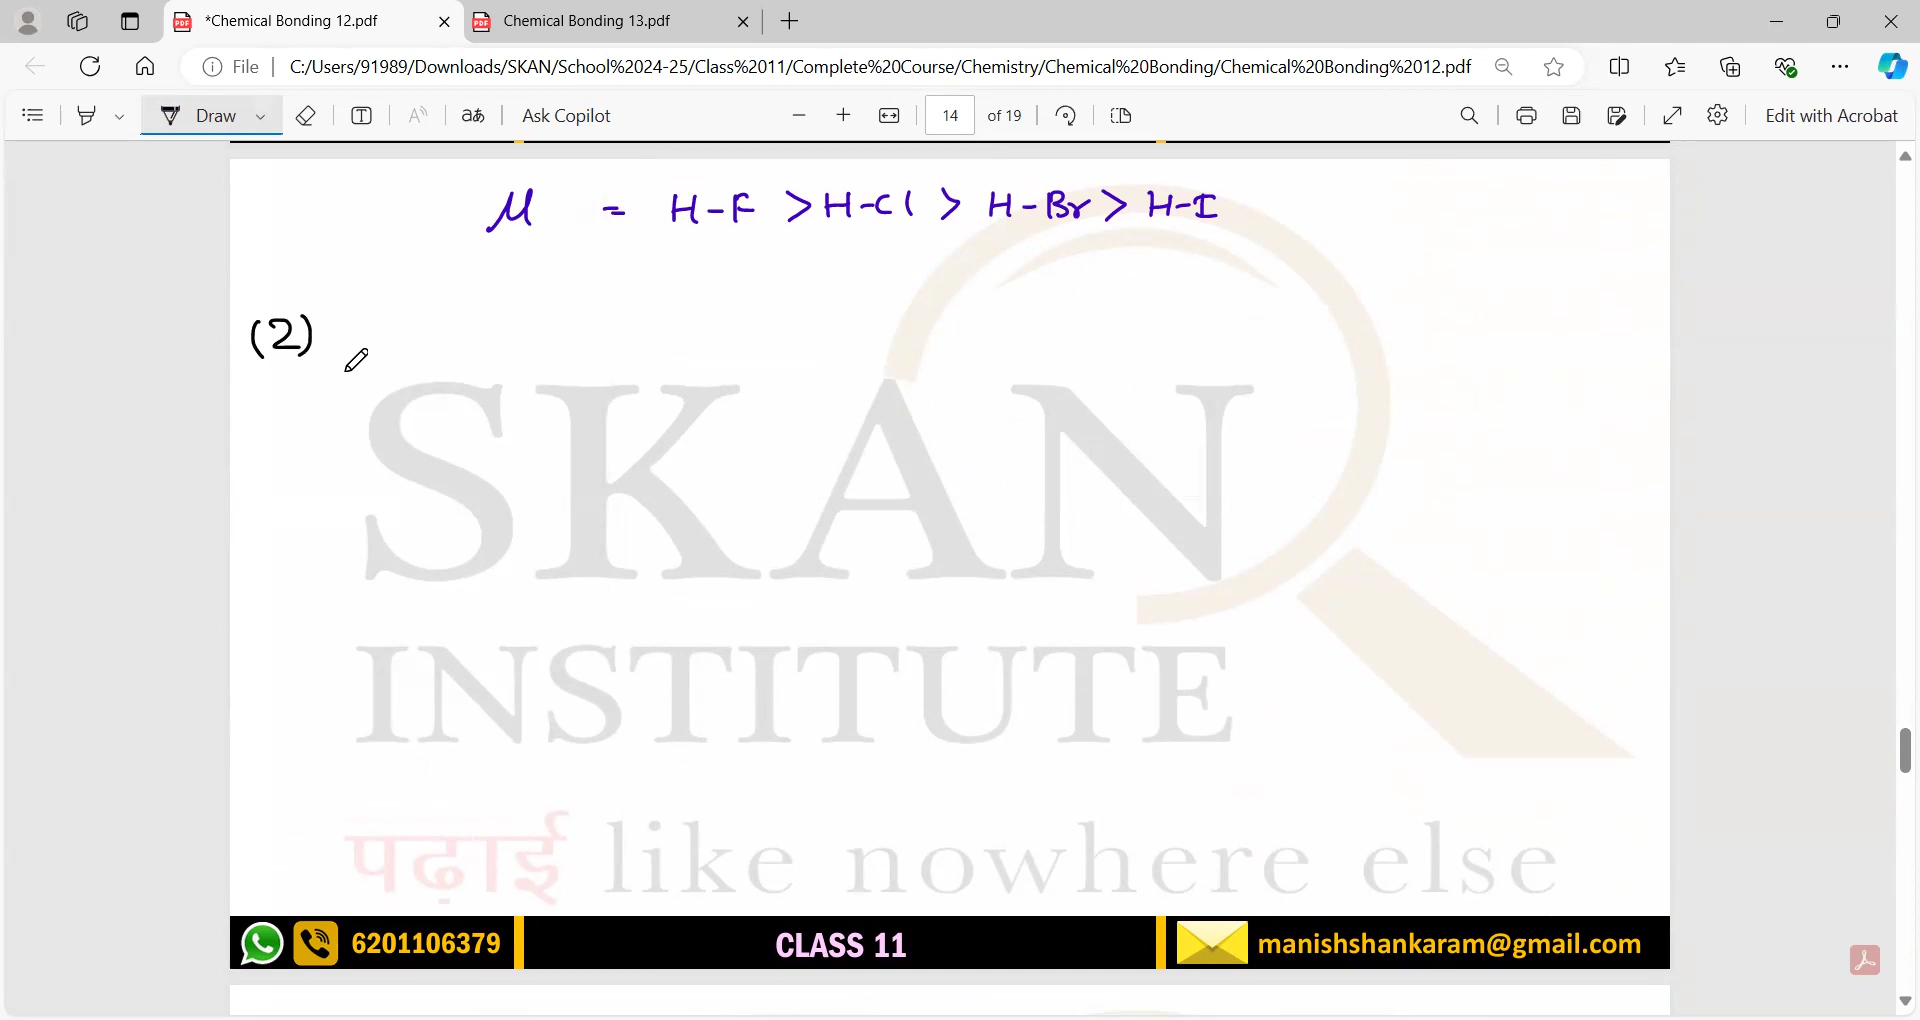 *Chemical Bonding 12.pdf
Chemical Bonding 13.pdf
File C:/Users/91989/Downloads/SKAN/School%2024-25/Class%2011/Complete%20Course/Chemistry/Chemical%20Bonding/Chemical%20Bonding%2012.pdf
Draw aあ Ask Copilot 14 of 19 Edit with Acrobat
μ = H-F > H-Cl > H-Br > H-I
(2)
SKAN
INSTITUTE
पढ़ाई like nowhere else
6201106379 CLASS 11 manishshankaram@gmail.com